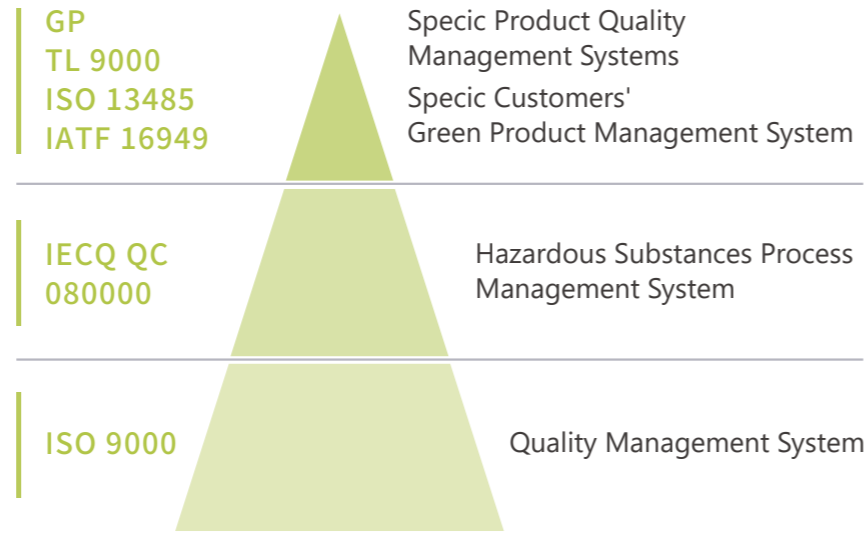 GP
TL 9000
ISO 13485
IATF 16949
Specic Product Quality
Management Systems
Specic Customers'
Green Product Management System
IECQ QC
080000
Hazardous Substances Process
Management System
ISO 9000
Quality Management System